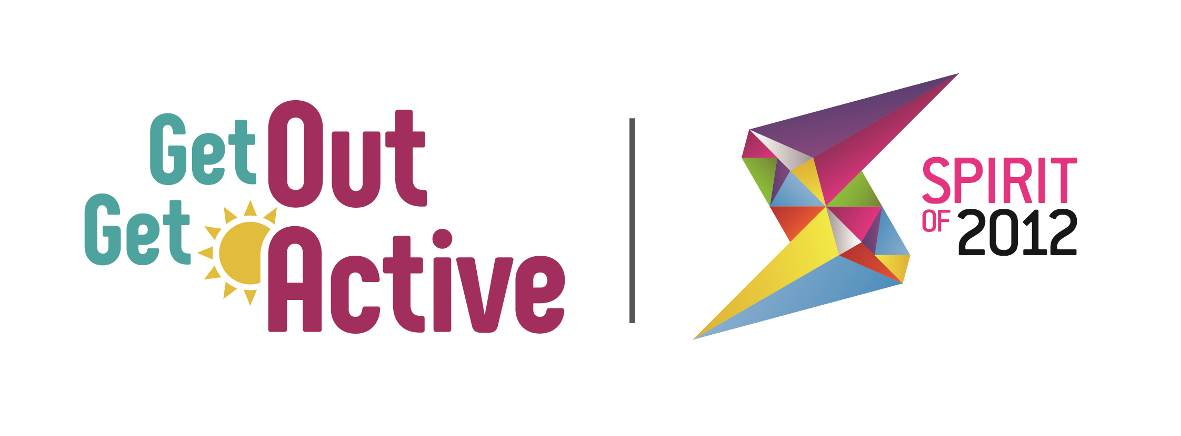 Get Out
Get Active
SPIRIT
OF 2012